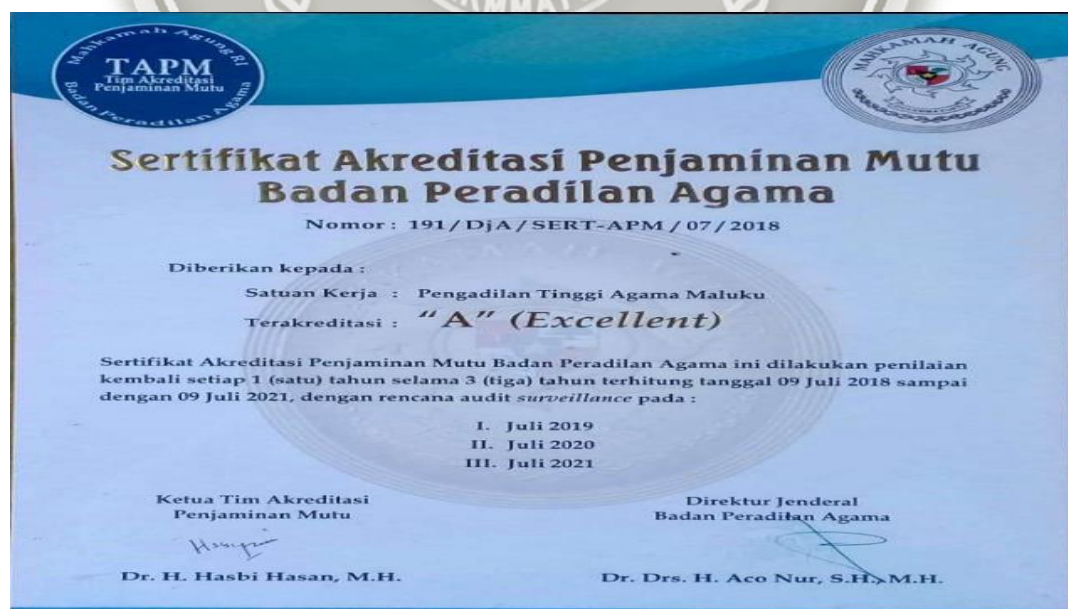 Mahkamah Agung RI
TAPM
Tim Akreditasi
Penjaminan Mutu
Badan Peradilan Agama
MAHKAMAH AGUNG
Sertifikat Akreditasi Penjaminan Mutu
Badan Peradilan Agama
Nomor : 191/DjA/SERT-APM/07/2018
Diberikan kepada :
Satuan Kerja : Pengadilan Tinggi Agama Maluku
Terakreditasi : "A" (Excellent)
Sertifikat Akreditasi Penjaminan Mutu Badan Peradilan Agama ini dilakukan penilaian
kembali setiap 1 (satu) tahun selama 3 (tiga) tahun terhitung tanggal 09 Juli 2018 sampai
dengan 09 Juli 2021, dengan rencana audit surveillance pada :
I. Juli 2019
II. Juli 2020
III. Juli 2021
Ketua Tim Akreditasi
Penjaminan Mutu
Direktur Jenderal
Badan Peradilan Agama
Dr. H. Hasbi Hasan, M.H.
Dr. Drs. H. Aco Nur, S.H., M.H.